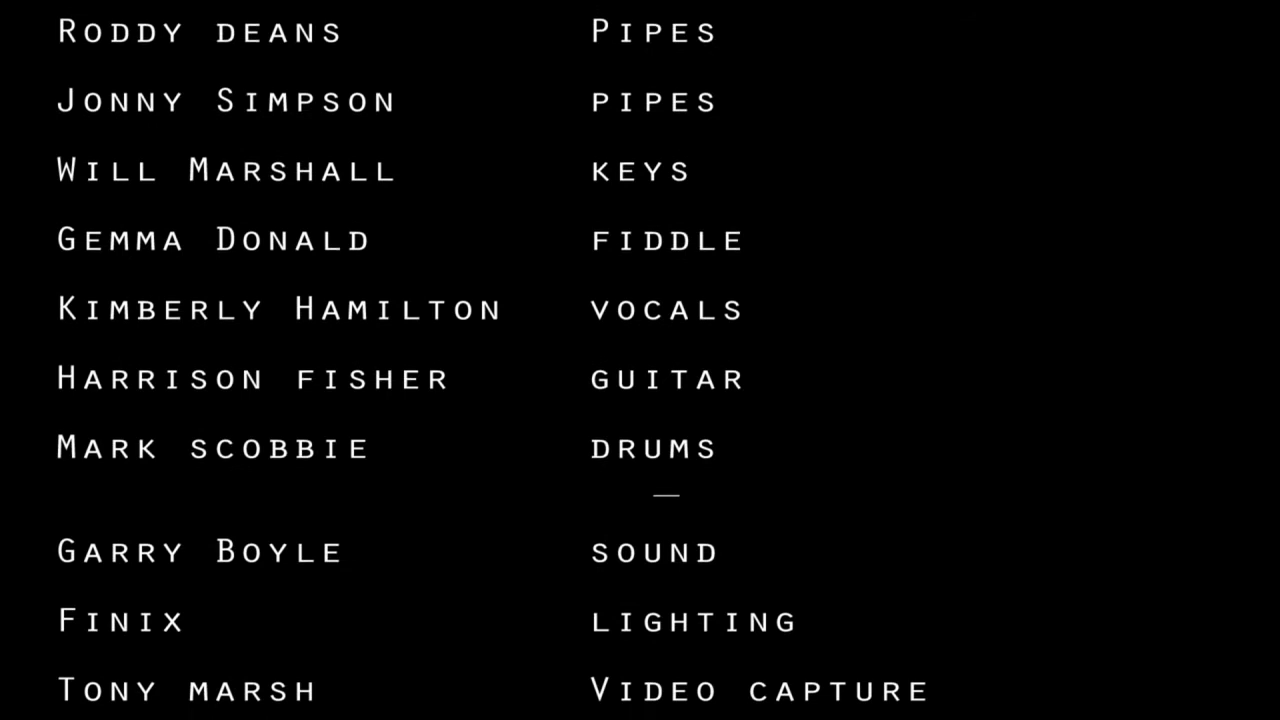 Roddy deans Pipes
Jonny Simpson pipes
Will Marshall keys
Gemma Donald fiddle
Kimberly Hamilton vocals
Harrison fisher guitar
Mark scobbie drums
—
Garry Boyle sound
Finix lighting
Tony marsh Video capture